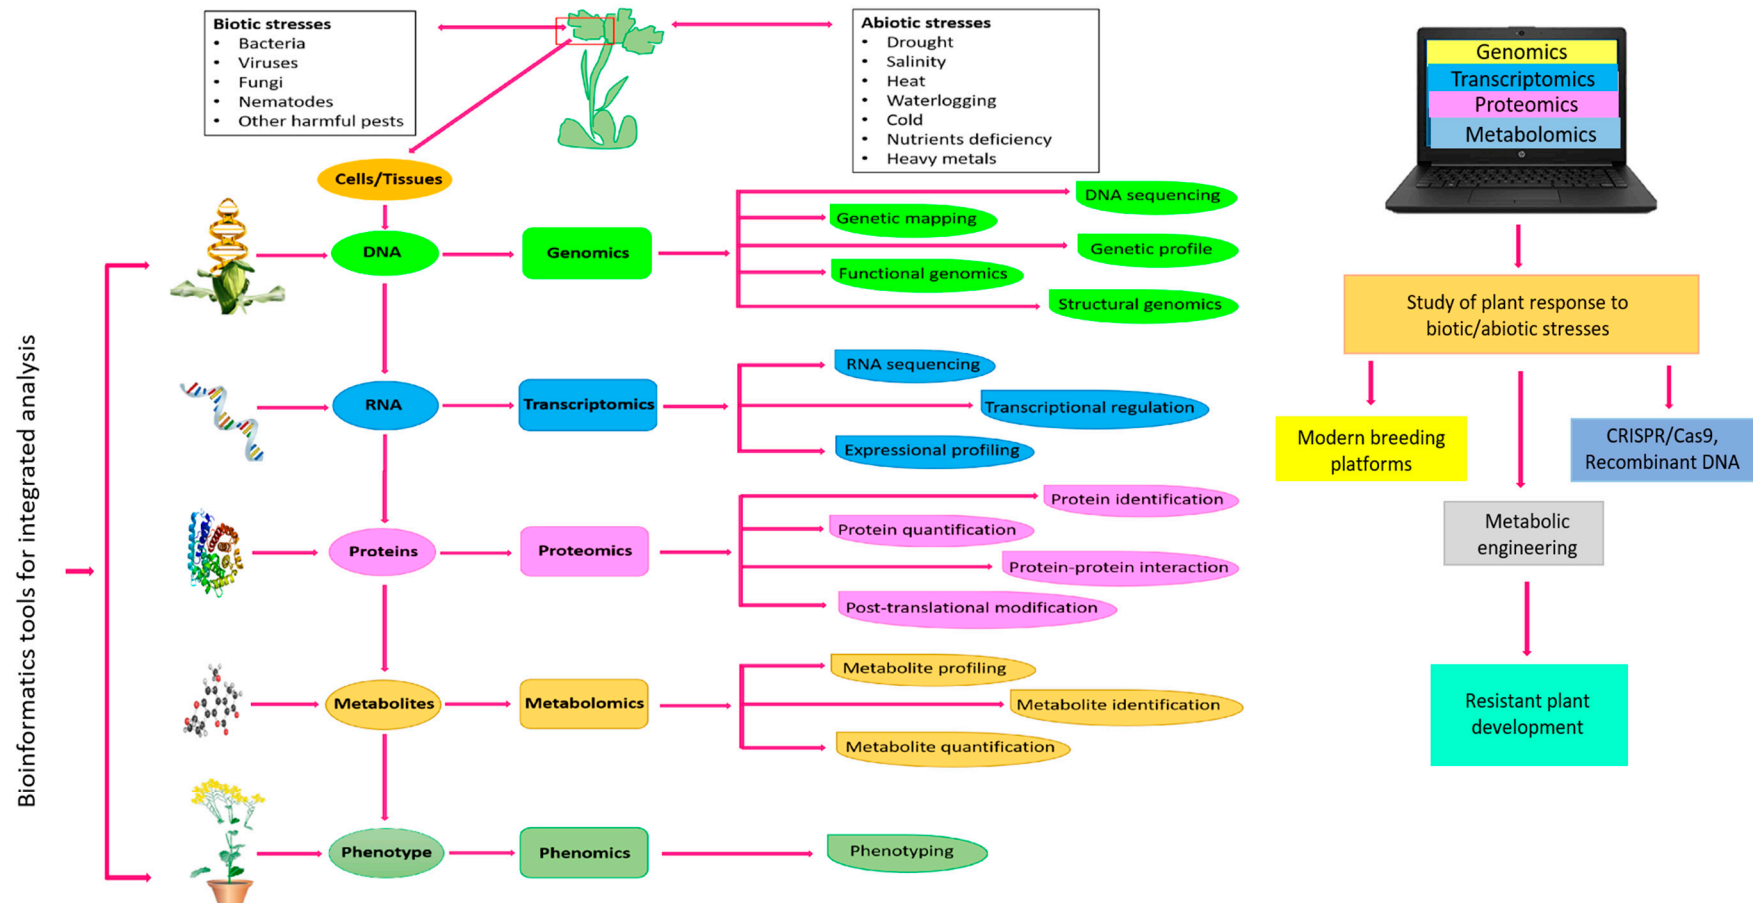 Biotic stresses
• Bacteria
• Viruses
• Fungi
• Nematodes
• Other harmful pests
Abiotic stresses
• Drought
• Salinity
• Heat
• Waterlogging
• Cold
• Nutrients deficiency
• Heavy metals
Cells/Tissues
Bioinformatics tools for integrated analysis
DNA
Genomics
DNA sequencing
Genetic mapping
Genetic profile
Functional genomics
Structural genomics
RNA
Transcriptomics
RNA sequencing
Transcriptional regulation
Expressional profiling
Proteins
Proteomics
Protein identification
Protein quantification
Protein-protein interaction
Post-translational modification
Metabolites
Metabolomics
Metabolite profiling
Metabolite identification
Metabolite quantification
Phenotype
Phenomics
Phenotyping
Genomics
Transcriptomics
Proteomics
Metabolomics
hp
Study of plant response to
biotic/abiotic stresses
Modern breeding
platforms
CRISPR/Cas9,
Recombinant DNA
Metabolic
engineering
Resistant plant
development